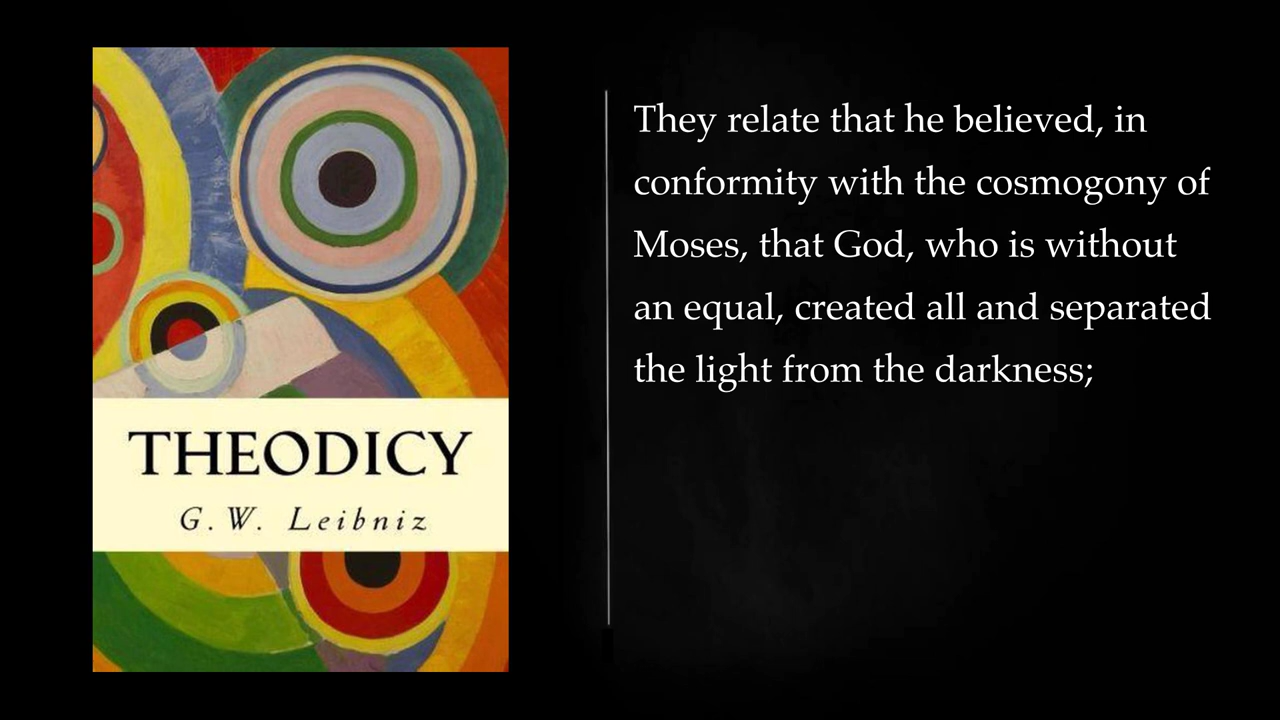 THEODICY
G. W. Leibniz
They relate that he believed, in
conformity with the cosmogony of
Moses, that God, who is without
an equal, created all and separated
the light from the darkness;